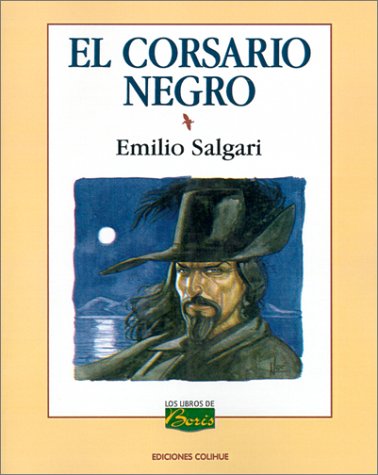 EL CORSARIO
NEGRO
Emilio Salgari
LOS LIBROS DE
Boris
EDICIONES COLIHUE